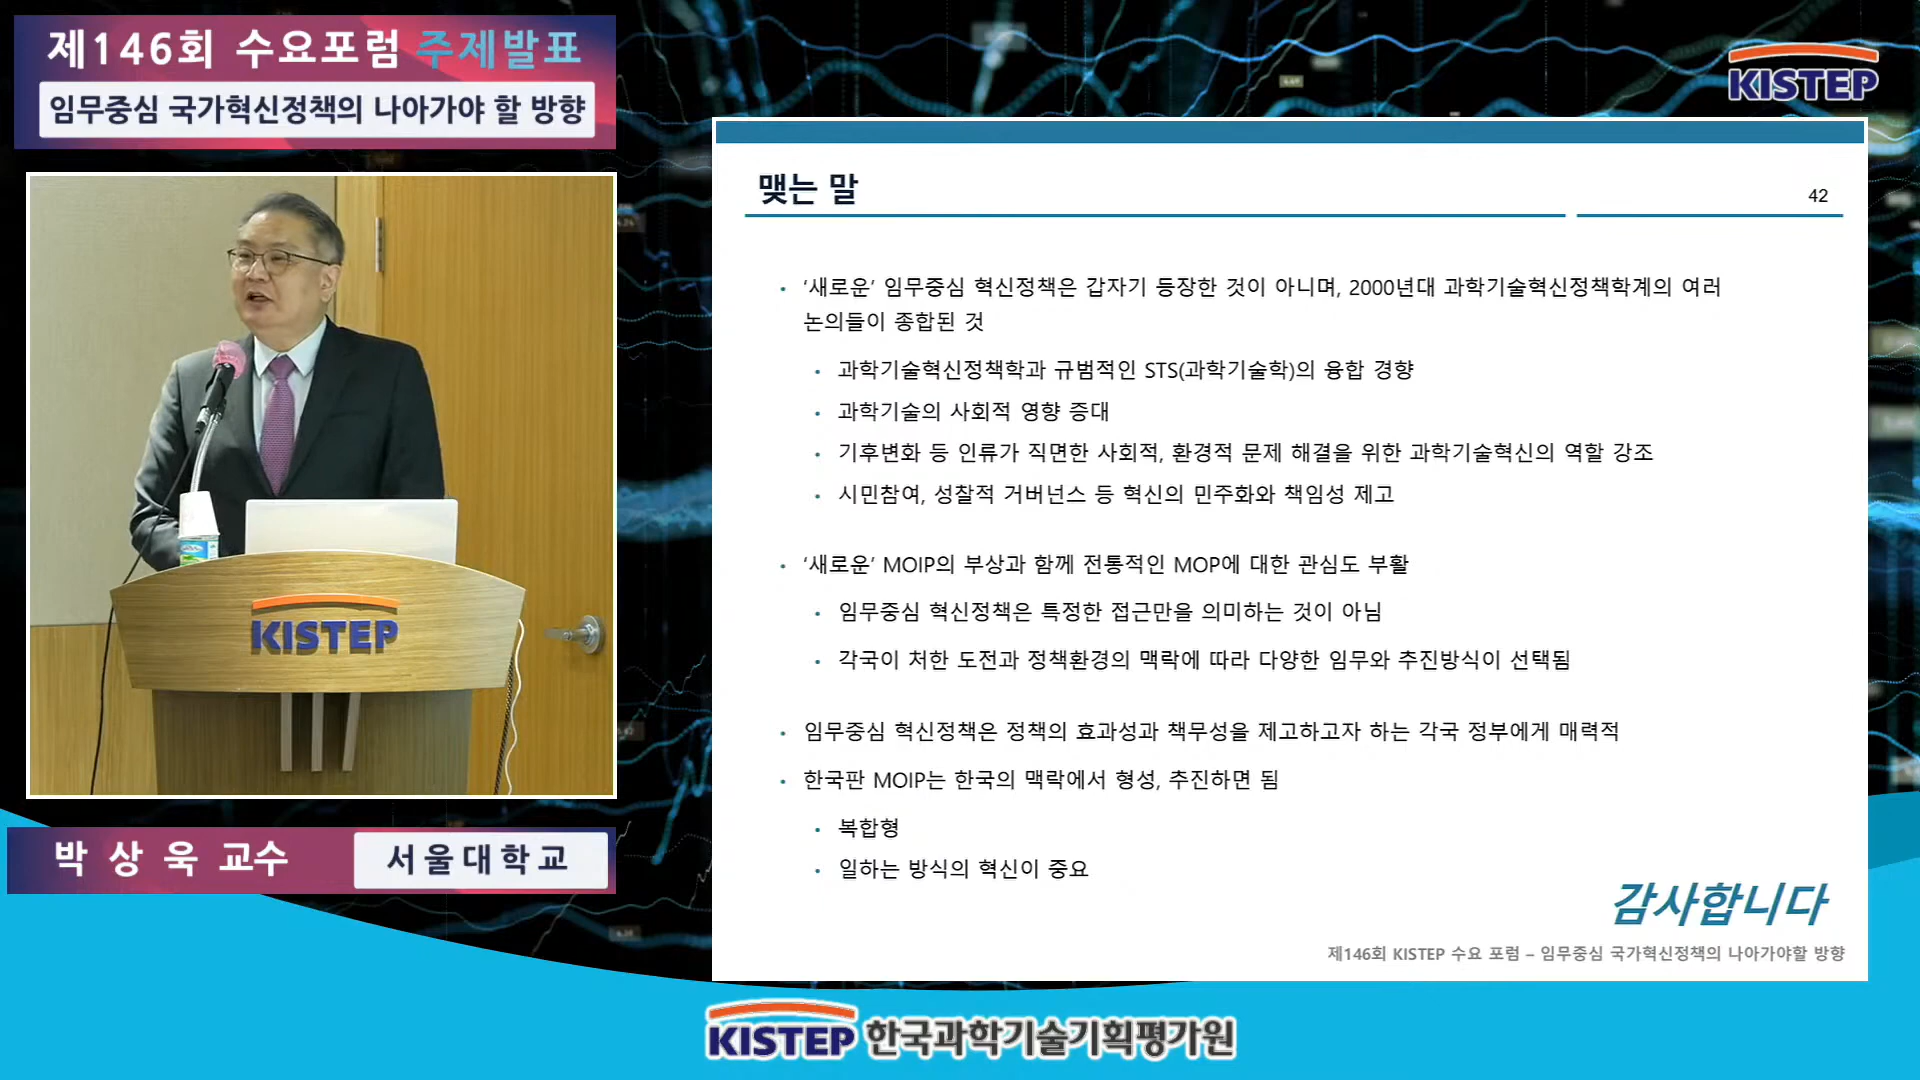 제146회 수요포럼 주제발표
임무중심 국가혁신정책의 나아가야 할 방향
KISTEP
맺는 말
42
• ‘새로운’ 임무중심 혁신정책은 갑자기 등장한 것이 아니며, 2000년대 과학기술혁신정책학계의 여러
논의들이 종합된 것
• 과학기술혁신정책학과 규범적인 STS(과학기술학)의 융합 경향
• 과학기술의 사회적 영향 증대
• 기후변화 등 인류가 직면한 사회적, 환경적 문제 해결을 위한 과학기술혁신의 역할 강조
• 시민참여, 성찰적 거버넌스 등 혁신의 민주화와 책임성 제고
• ‘새로운’ MOIP의 부상과 함께 전통적인 MOP에 대한 관심도 부활
• 임무중심 혁신정책은 특정한 접근만을 의미하는 것이 아님
• 각국이 처한 도전과 정책환경의 맥락에 따라 다양한 임무와 추진방식이 선택됨
• 임무중심 혁신정책은 정책의 효과성과 책무성을 제고하고자 하는 각국 정부에게 매력적
• 한국판 MOIP는 한국의 맥락에서 형성, 추진하면 됨
• 복합형
• 일하는 방식의 혁신이 중요
감사합니다
제146회 KISTEP 수요 포럼 – 임무중심 국가혁신정책의 나아가야할 방향
KISTEP
박상욱 교수
서울대학교
KISTEP 한국과학기술기획평가원